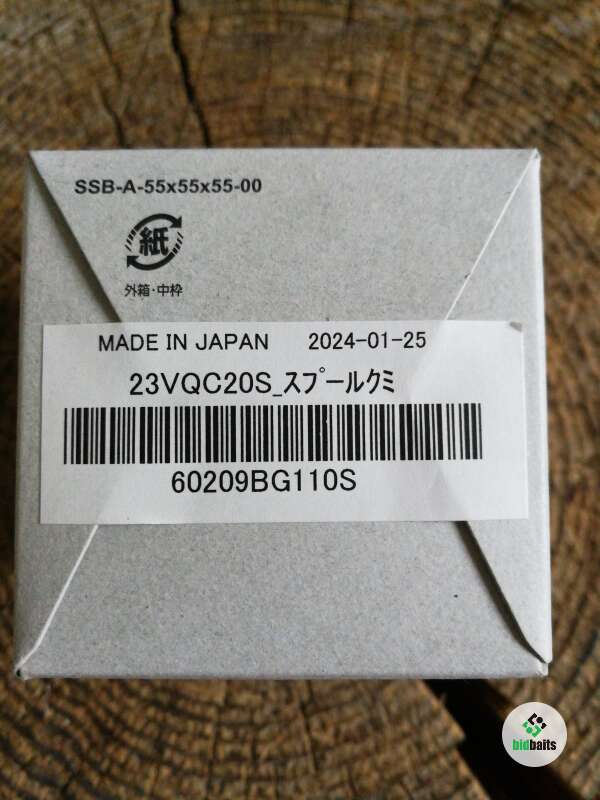 SSB-A-55x55x55-00
紙
外箱・中枠
MADE IN JAPAN 2024-01-25
23VQC20S_ｽﾌﾟｰﾙｸﾐ
60209BG110S
bidbaits